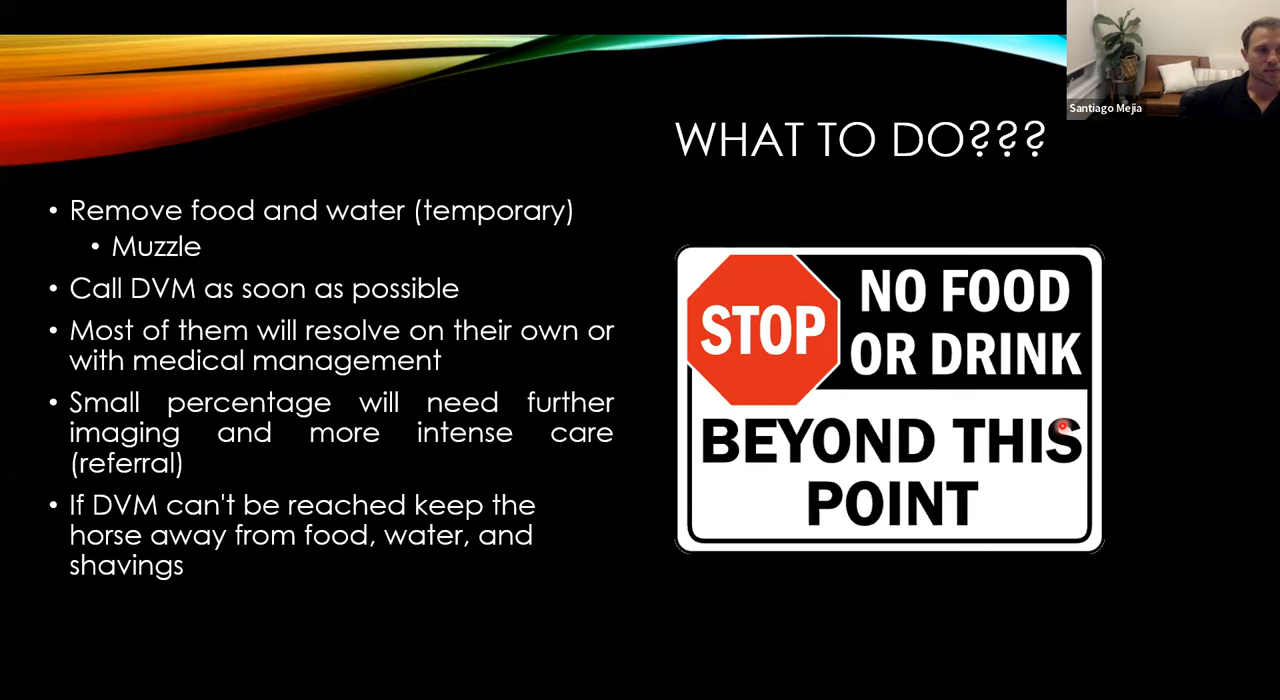 Santiago Mejia
WHAT TO DO???
• Remove food and water (temporary)
• Muzzle
• Call DVM as soon as possible
• Most of them will resolve on their own or
with medical management
• Small percentage will need further
imaging and more intense care
(referral)
• If DVM can't be reached keep the
horse away from food, water, and
shavings
STOP
NO FOOD
OR DRINK
BEYOND THIS
POINT